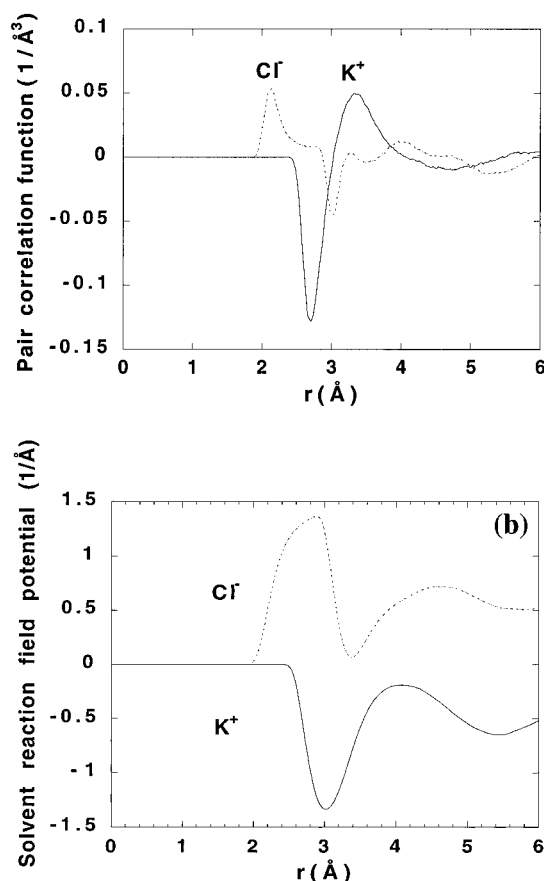 Pair correlation function (1/Å³)
0.1
0.05
0
-0.05
-0.1
-0.15
Cl⁻
K⁺
0 1 2 3 4 5 6
r (Å)
Solvent reaction field potential (1/Å)
1.5
1
0.5
0
-0.5
-1
-1.5
(b)
Cl⁻
K⁺
0 1 2 3 4 5 6
r (Å)